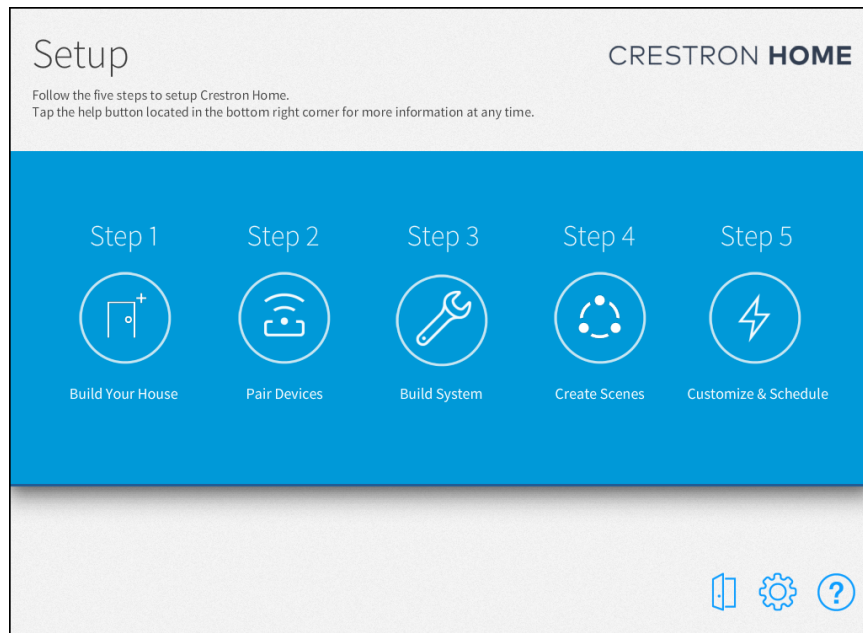 Setup
CRESTRON HOME
Follow the five steps to setup Crestron Home.
Tap the help button located in the bottom right corner for more information at any time.
Step 1
Step 2
Step 3
Step 4
Step 5
Build Your House
Pair Devices
Build System
Create Scenes
Customize & Schedule
?